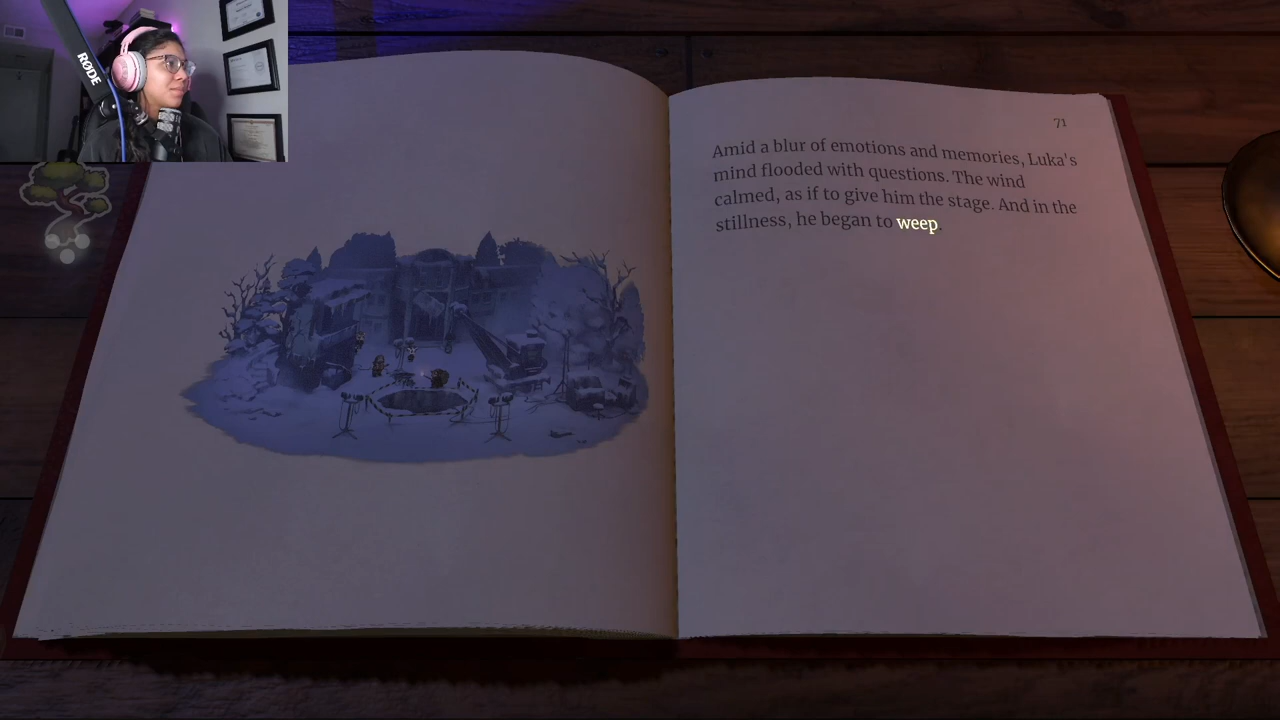 RØDE
71
Amid a blur of emotions and memories, Luka's
mind flooded with questions. The wind
calmed, as if to give him the stage. And in the
stillness, he began to weep.